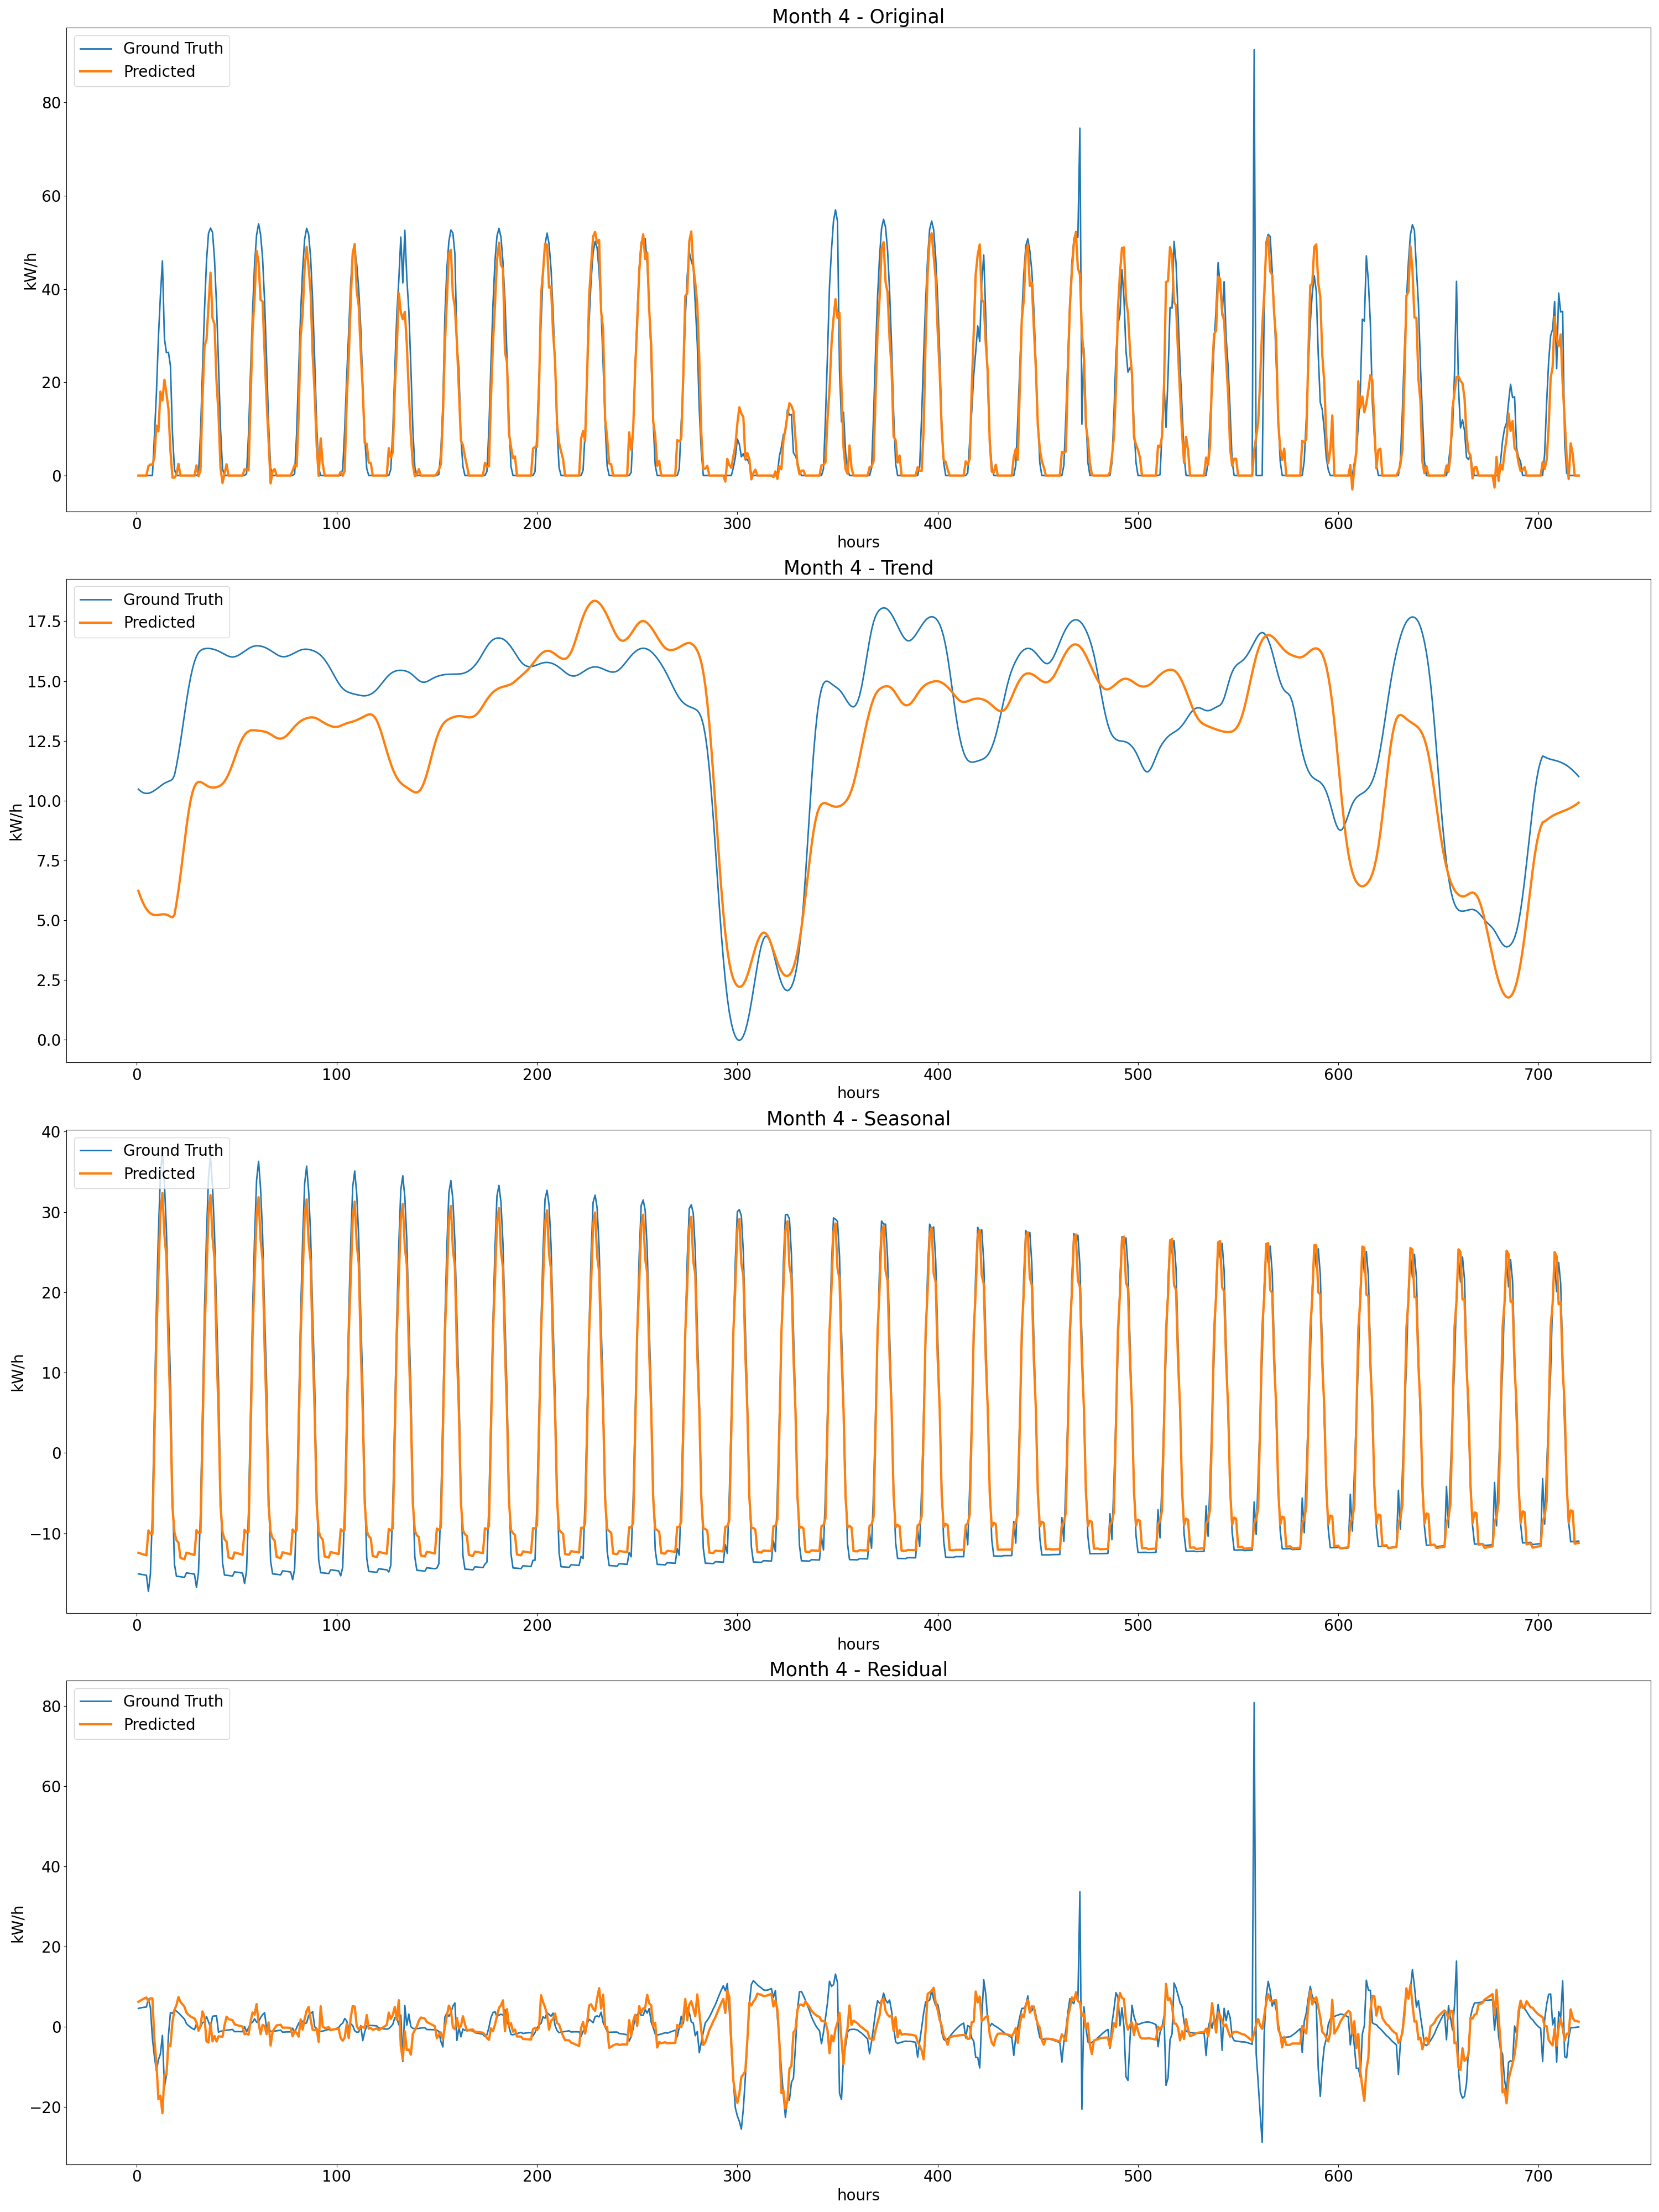 Month 4 - Original
Ground Truth
Predicted
kW/h
80
60
40
20
0
0 100 200 300 400 500 600 700
hours
Month 4 - Trend
Ground Truth
Predicted
kW/h
17.5
15.0
12.5
10.0
7.5
5.0
2.5
0.0
0 100 200 300 400 500 600 700
hours
Month 4 - Seasonal
Ground Truth
Predicted
kW/h
40
30
20
10
0
−10
0 100 200 300 400 500 600 700
hours
Month 4 - Residual
Ground Truth
Predicted
kW/h
80
60
40
20
0
−20
0 100 200 300 400 500 600 700
hours